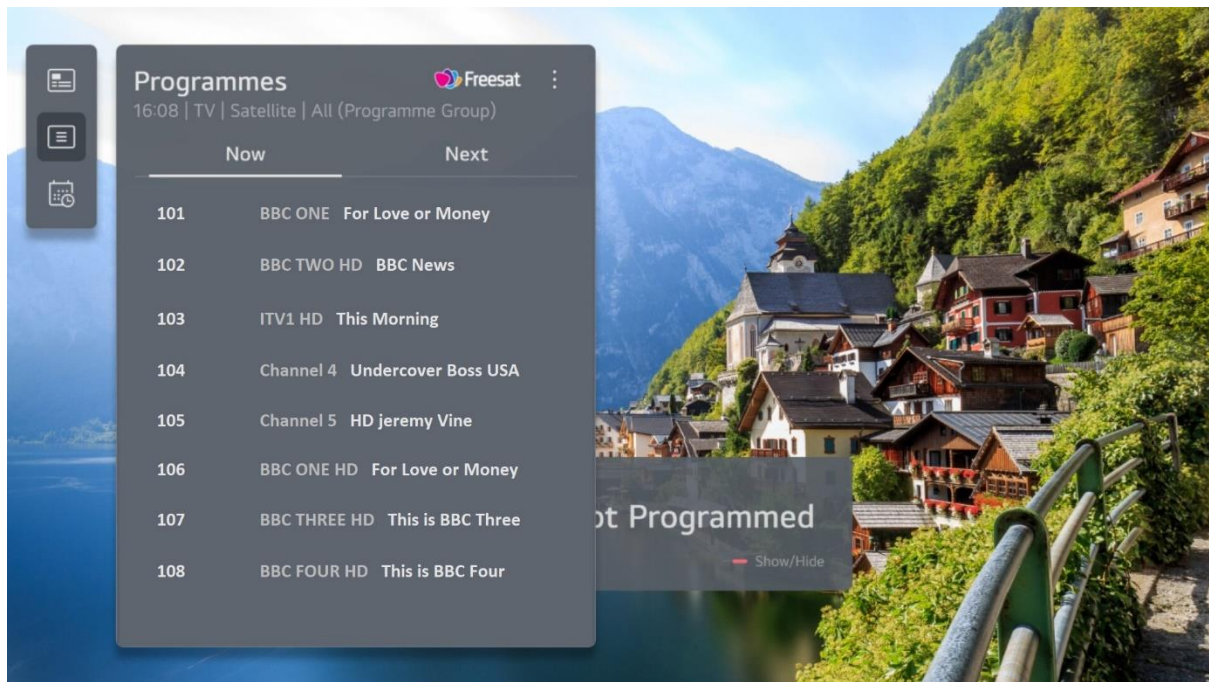 Programmes
Freesat
16:08 | TV | Satellite | All (Programme Group)
Now Next
101 BBC ONE For Love or Money
102 BBC TWO HD BBC News
103 ITV1 HD This Morning
104 Channel 4 Undercover Boss USA
105 Channel 5 HD jeremy Vine
106 BBC ONE HD For Love or Money
107 BBC THREE HD This is BBC Three
108 BBC FOUR HD This is BBC Four
ot Programmed
Show/Hide